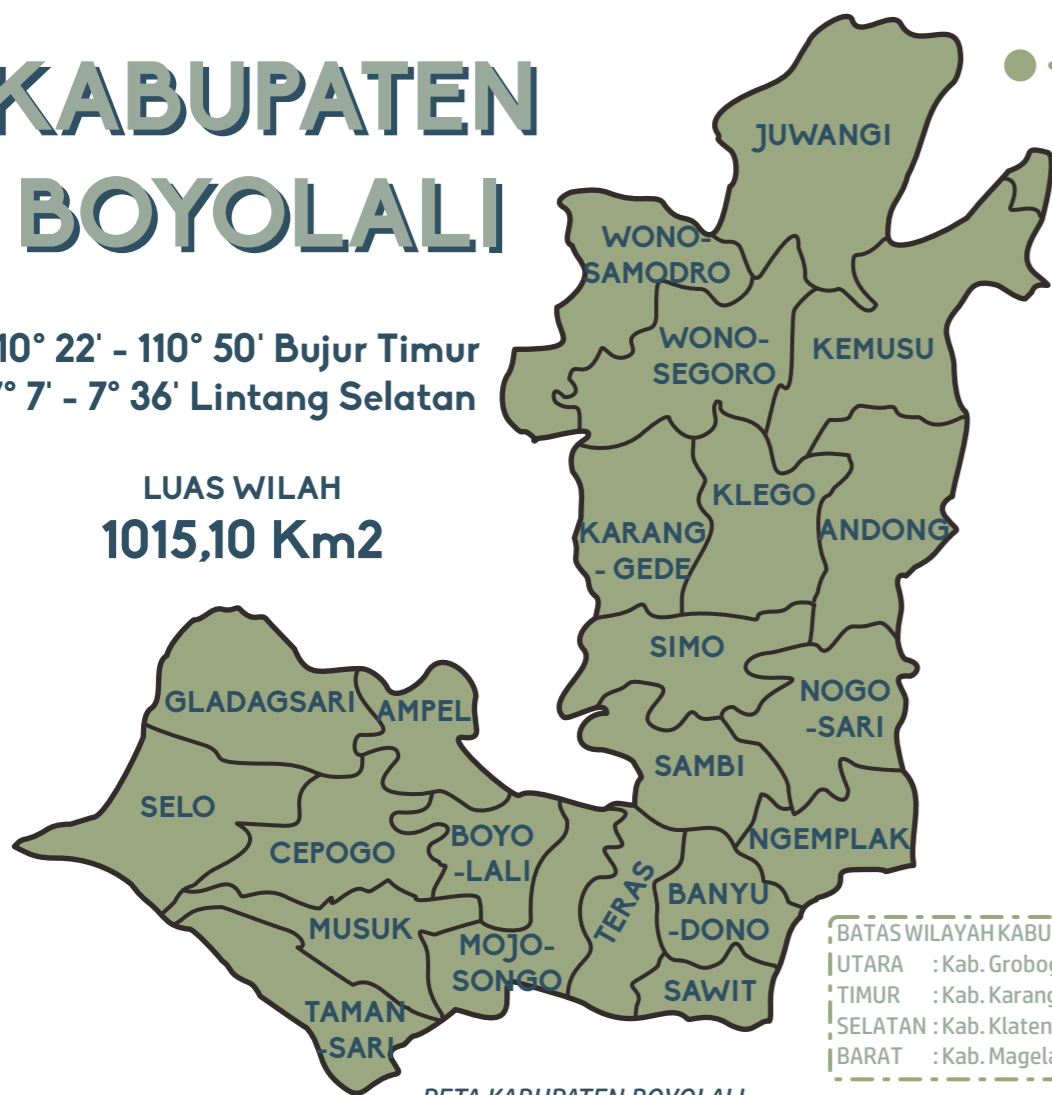 KABUPATEN
BOYOLALI
10° 22' - 110° 50' Bujur Timur
7° 7' - 7° 36' Lintang Selatan
LUAS WILAH
1015,10 Km2
JUWANGI
WONO-
SAMODRO
WONO-
SEGORO
KEMUSU
KLEGO
KARANG
- GEDE
ANDONG
SIMO
NOGO
-SARI
SAMBI
NGEMPLAK
GLADAGSARI
AMPEL
SELO
CEPOGO
BOYO
-LALI
TERAS
BANYU
-DONO
MUSUK
MOJO-
SONGO
SAWIT
TAMAN
-SARI
BATAS WILAYAH KABU
UTARA : Kab. Grobog
TIMUR : Kab. Karang
SELATAN : Kab. Klaten
BARAT : Kab. Magela
PETA KABUPATEN BOYOLALI